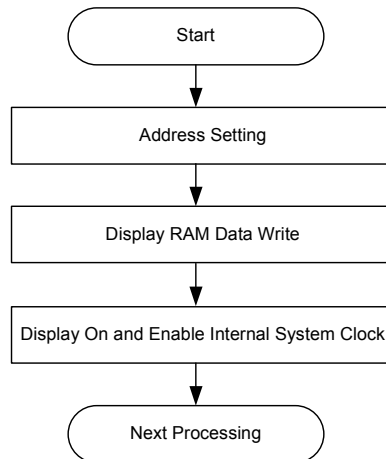 Start
Address Setting
Display RAM Data Write
Display On and Enable Internal System Clock
Next Processing